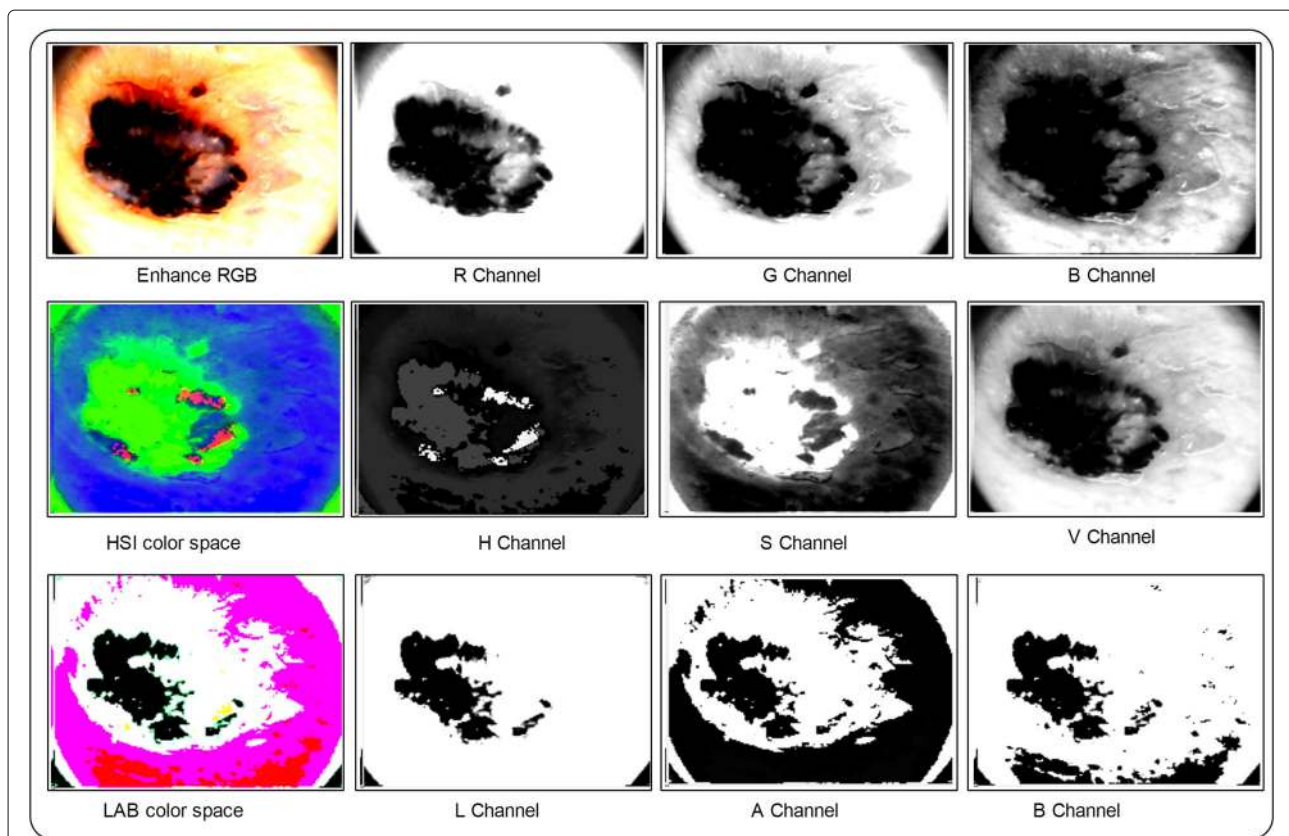 Enhance RGB
R Channel
G Channel
B Channel
HSI color space
H Channel
S Channel
V Channel
LAB color space
L Channel
A Channel
B Channel